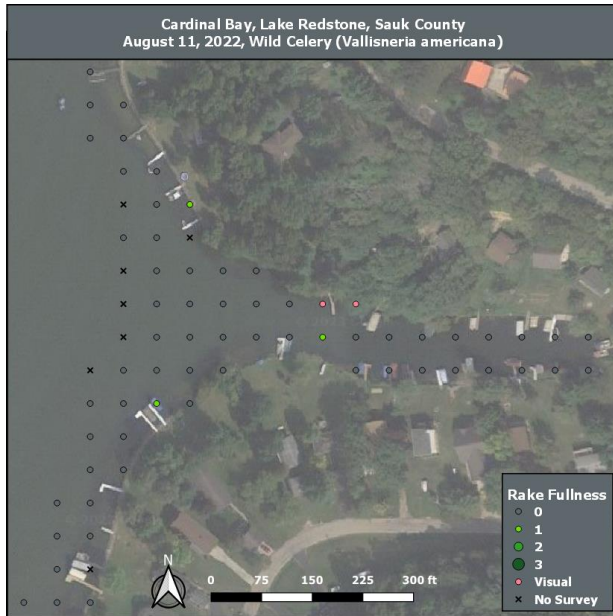 Cardinal Bay, Lake Redstone, Sauk County
August 11, 2022, Wild Celery (Vallisneria americana)
Rake Fullness
0
1
2
3
Visual
No Survey
N
0 75 150 225 300 ft